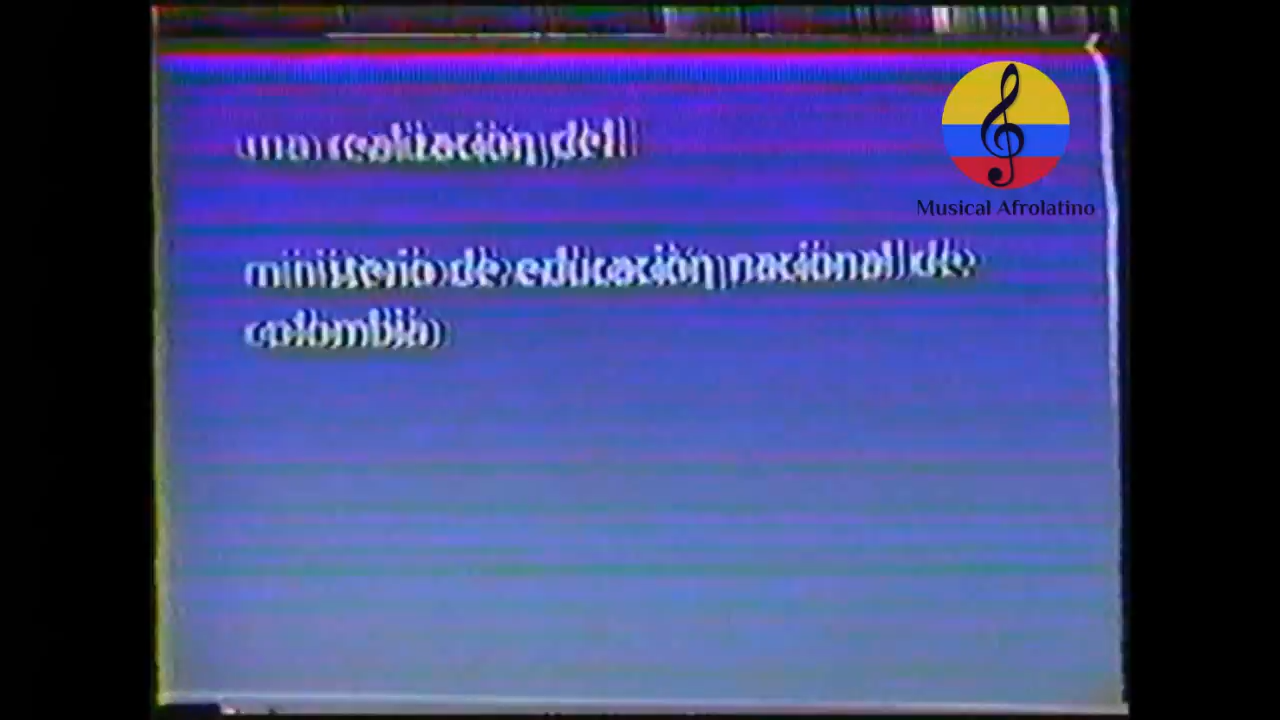 una realización del
Musical Afrolatino
ministerio de educación nacional de
colombia